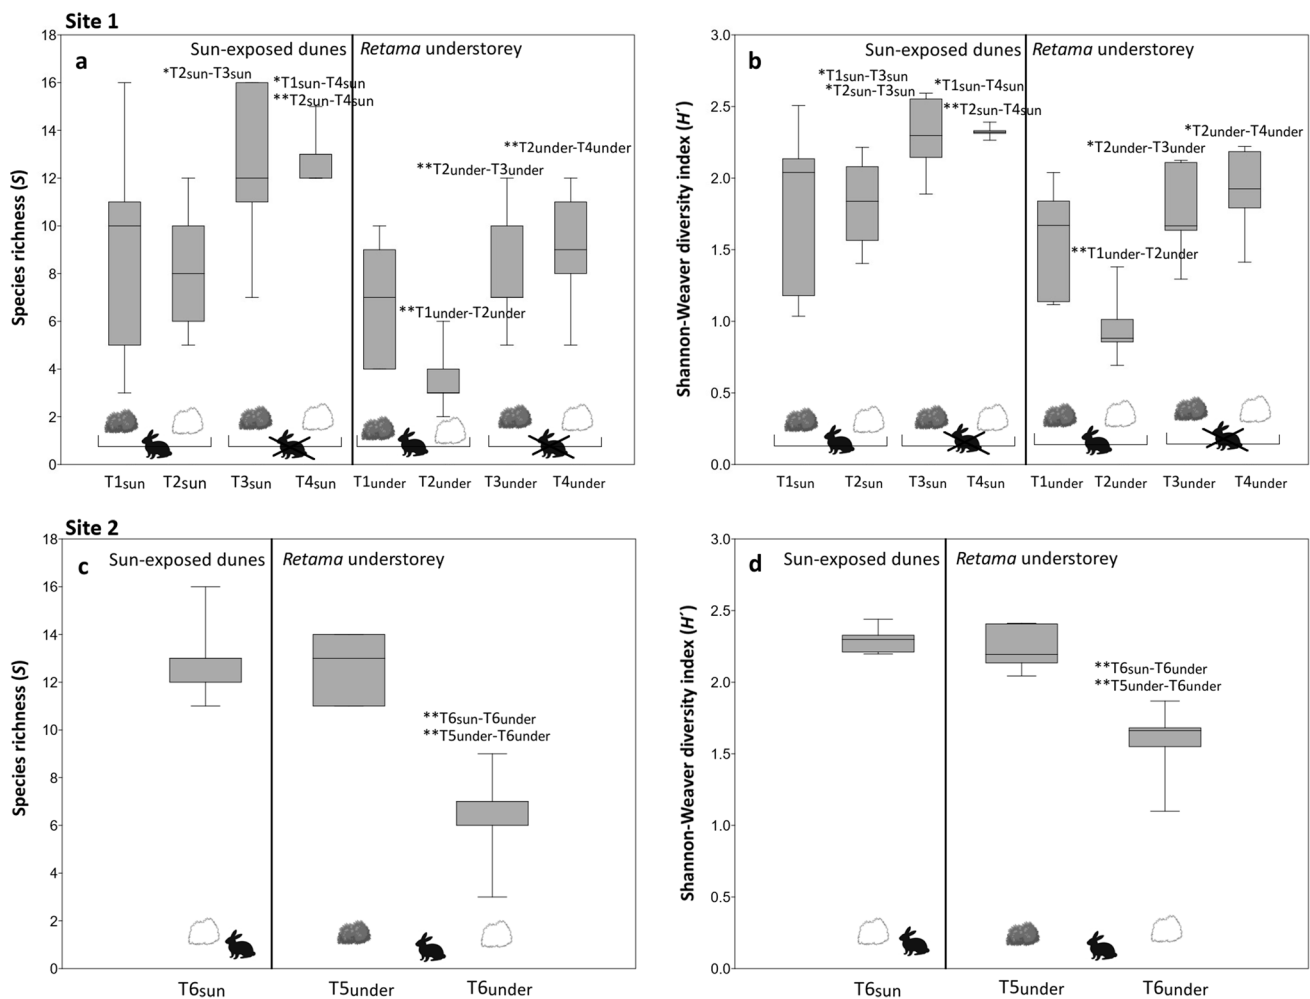 Site 1
18
16
14
12
10
8
6
4
2
0
Species richness (S)
a
Sun-exposed dunes
Retama understorey
*T2sun-T3sun
*T1sun-T4sun
**T2sun-T4sun
**T2under-T4under
**T2under-T3under
**T1under-T2under
T1sun
T2sun
T3sun
T4sun
T1under
T2under
T3under
T4under
3.0
2.5
2.0
1.5
1.0
0.5
0.0
Shannon-Weaver diversity index (H´)
b
Sun-exposed dunes
Retama understorey
*T1sun-T3sun
*T2sun-T3sun
*T1sun-T4sun
**T2sun-T4sun
*T2under-T4under
*T2under-T3under
**T1under-T2under
T1sun
T2sun
T3sun
T4sun
T1under
T2under
T3under
T4under
Site 2
18
16
14
12
10
8
6
4
2
0
Species richness (S)
c
Sun-exposed dunes
Retama understorey
**T6sun-T6under
**T5under-T6under
T6sun
T5under
T6under
3.0
2.5
2.0
1.5
1.0
0.5
0.0
Shannon-Weaver diversity index (H´)
d
Sun-exposed dunes
Retama understorey
**T6sun-T6under
**T5under-T6under
T6sun
T5under
T6under